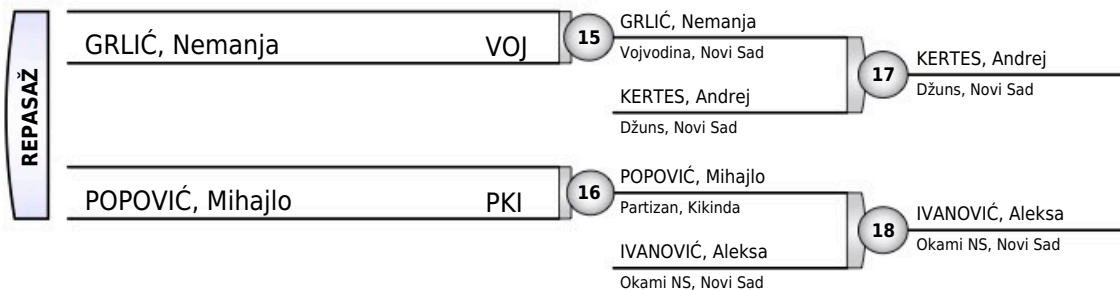 REPASAŽ
GRLIĆ, Nemanja VOJ
15
GRLIĆ, Nemanja
Vojvodina, Novi Sad
KERTES, Andrej
Džuns, Novi Sad
17
KERTES, Andrej
Džuns, Novi Sad
POPOVIĆ, Mihajlo PKI
16
POPOVIĆ, Mihajlo
Partizan, Kikinda
IVANOVIĆ, Aleksa
Okami NS, Novi Sad
18
IVANOVIĆ, Aleksa
Okami NS, Novi Sad